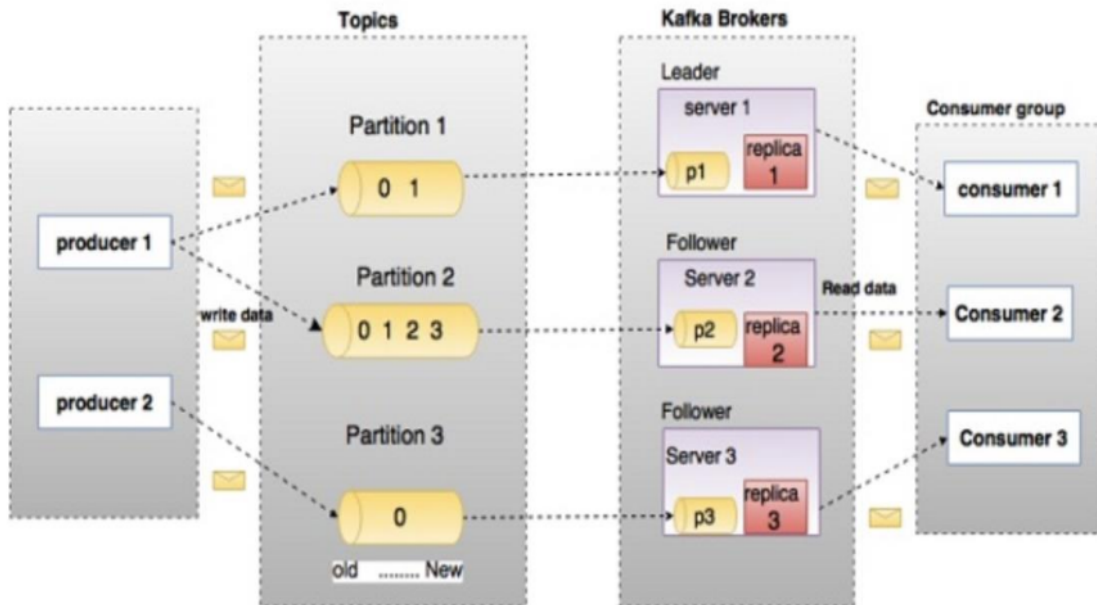 Topics
Kafka Brokers
Leader
server 1
Consumer group
Partition 1
0 1
p1
replica
1
consumer 1
producer 1
Follower
Partition 2
Server 2
Read data
write data
0 1 2 3
p2
replica
2
Consumer 2
producer 2
Follower
Partition 3
Server 3
Consumer 3
0
p3
replica
3
old ........ New